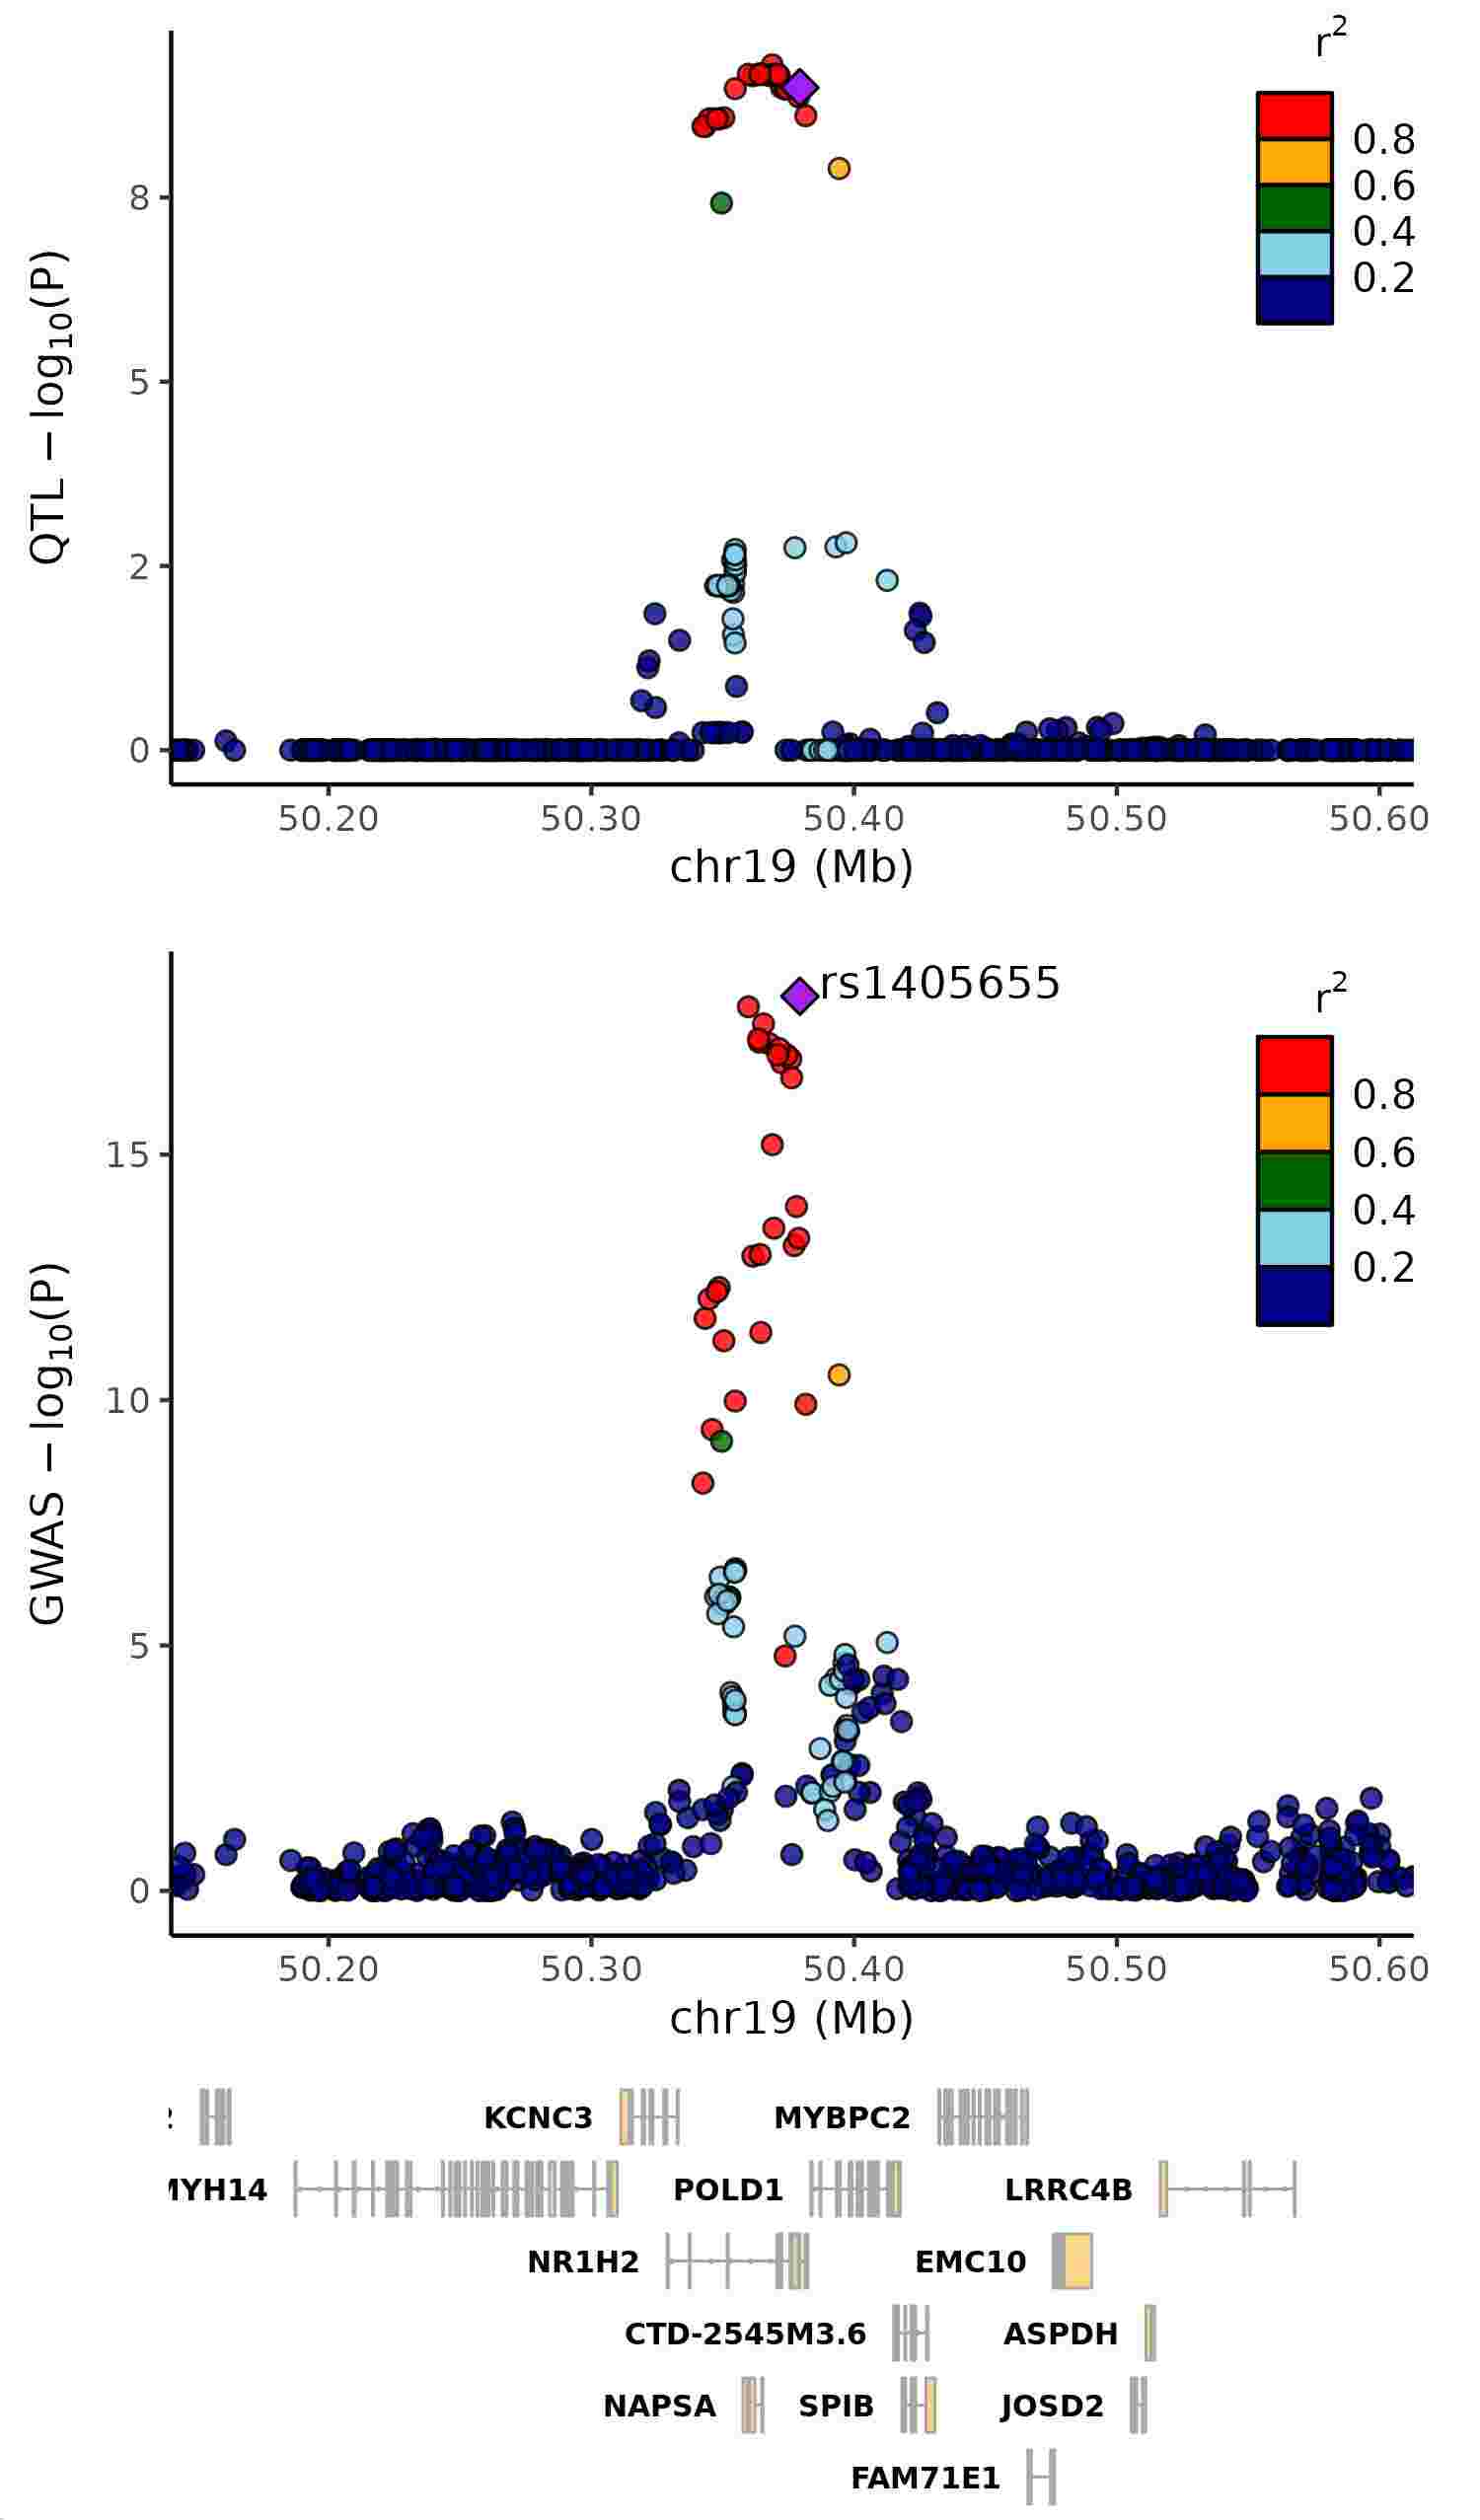 r2
0.8
0.6
0.4
0.2
QTL −log10(P)
8
5
2
0
50.20 50.30 50.40 50.50 50.60
chr19 (Mb)
rs1405655
r2
0.8
0.6
0.4
0.2
GWAS −log10(P)
15
10
5
0
50.20 50.30 50.40 50.50 50.60
chr19 (Mb)
KCNC3 MYBPC2
MYH14 POLD1 LRRC4B
NR1H2 EMC10
CTD-2545M3.6 ASPDH
NAPSA SPIB JOSD2
FAM71E1